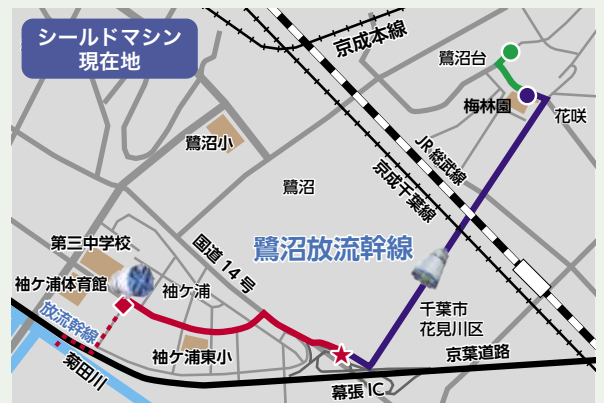 シールドマシン
現在地
京成本線
鷺沼台
梅林園
花咲
鷺沼小
JR総武線
京成千葉線
鷺沼
鷺沼放流幹線
国道14号
第三中学校
袖ケ浦体育館
袖ケ浦
放流幹線
千葉市
花見川区
袖ケ浦東小
京葉道路
菊田川
幕張IC